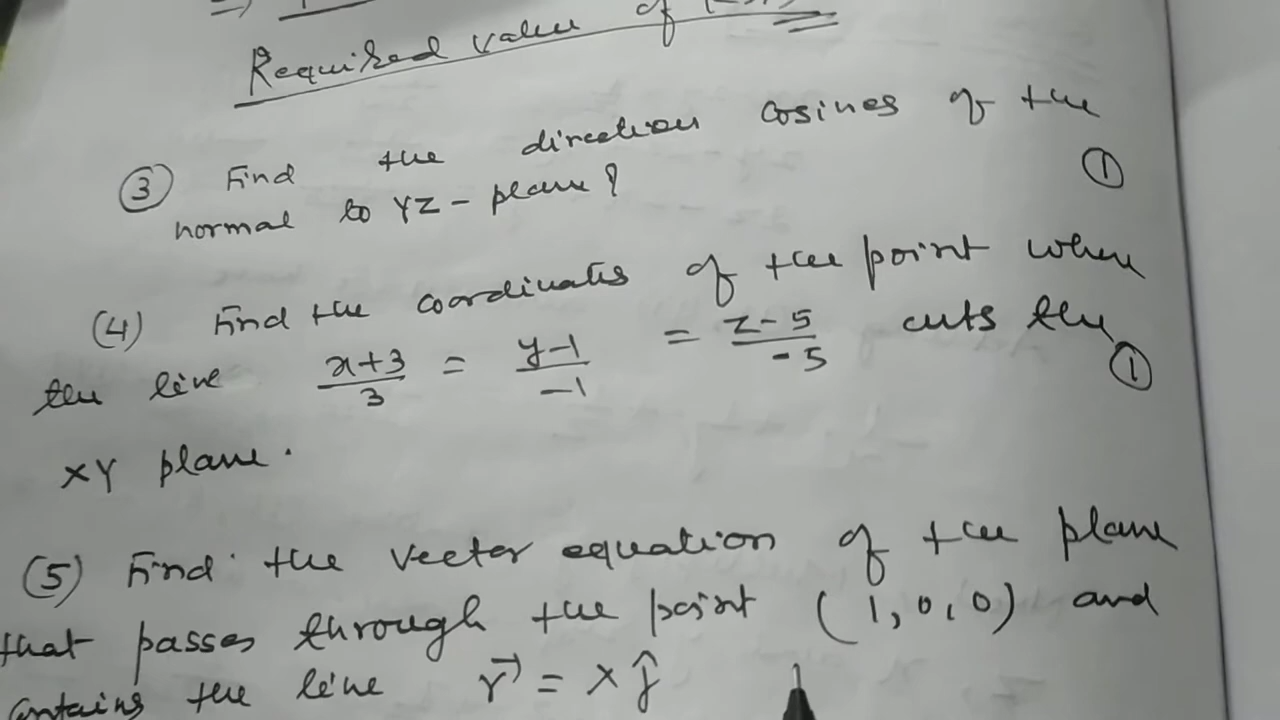 Required value of
③ Find the direction cosines of the
normal to YZ - plane ? ①
(4) Find the coordinates of the point where
the line x+3/3 = y-1/-1 = z-5/-5 cuts the
①
XY plane.
(5) Find the vector equation of the plane
that passes through the point (1,0,0) and
contains the line r⃗ = x ĵ